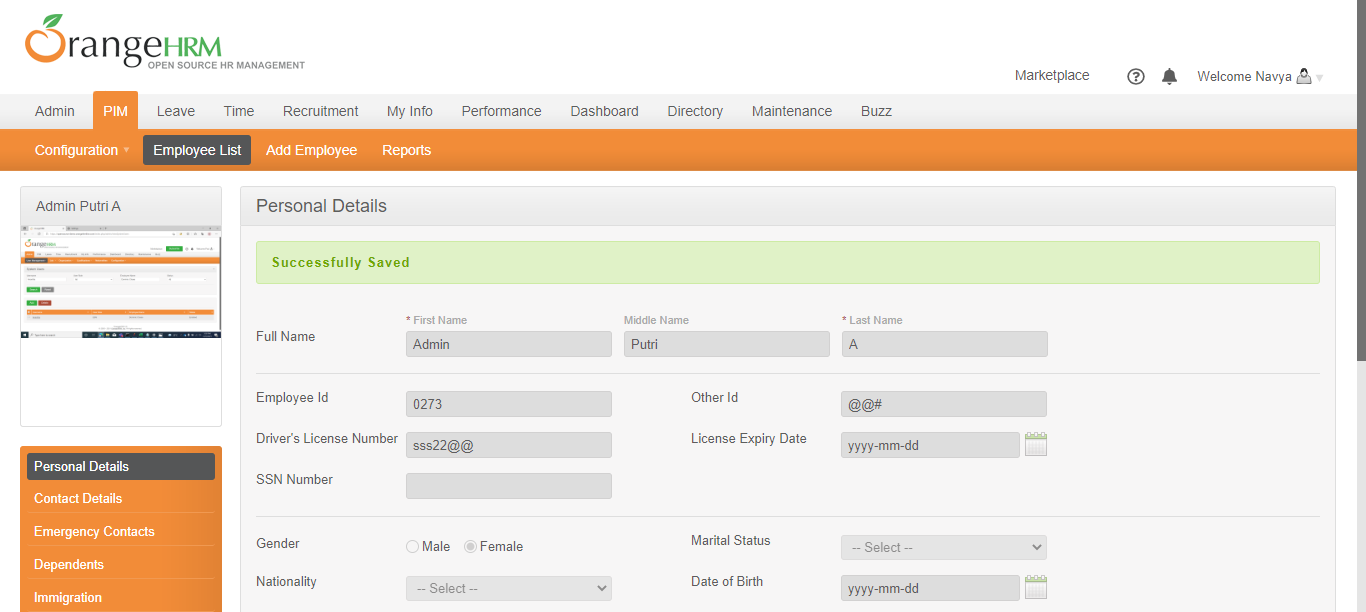 OrangeHRM
OPEN SOURCE HR MANAGEMENT
Marketplace
? Welcome Navya
Admin PIM Leave Time Recruitment My Info Performance Dashboard Directory Maintenance Buzz
Configuration Employee List Add Employee Reports
Admin Putri A
Personal Details
Contact Details
Emergency Contacts
Dependents
Immigration
Personal Details
Successfully Saved
* First Name Middle Name * Last Name
Full Name Admin Putri A
Employee Id 0273 Other Id @@#
Driver's License Number sss22@@ License Expiry Date yyyy-mm-dd
SSN Number
Gender Male Female Marital Status -- Select --
Nationality -- Select -- Date of Birth yyyy-mm-dd